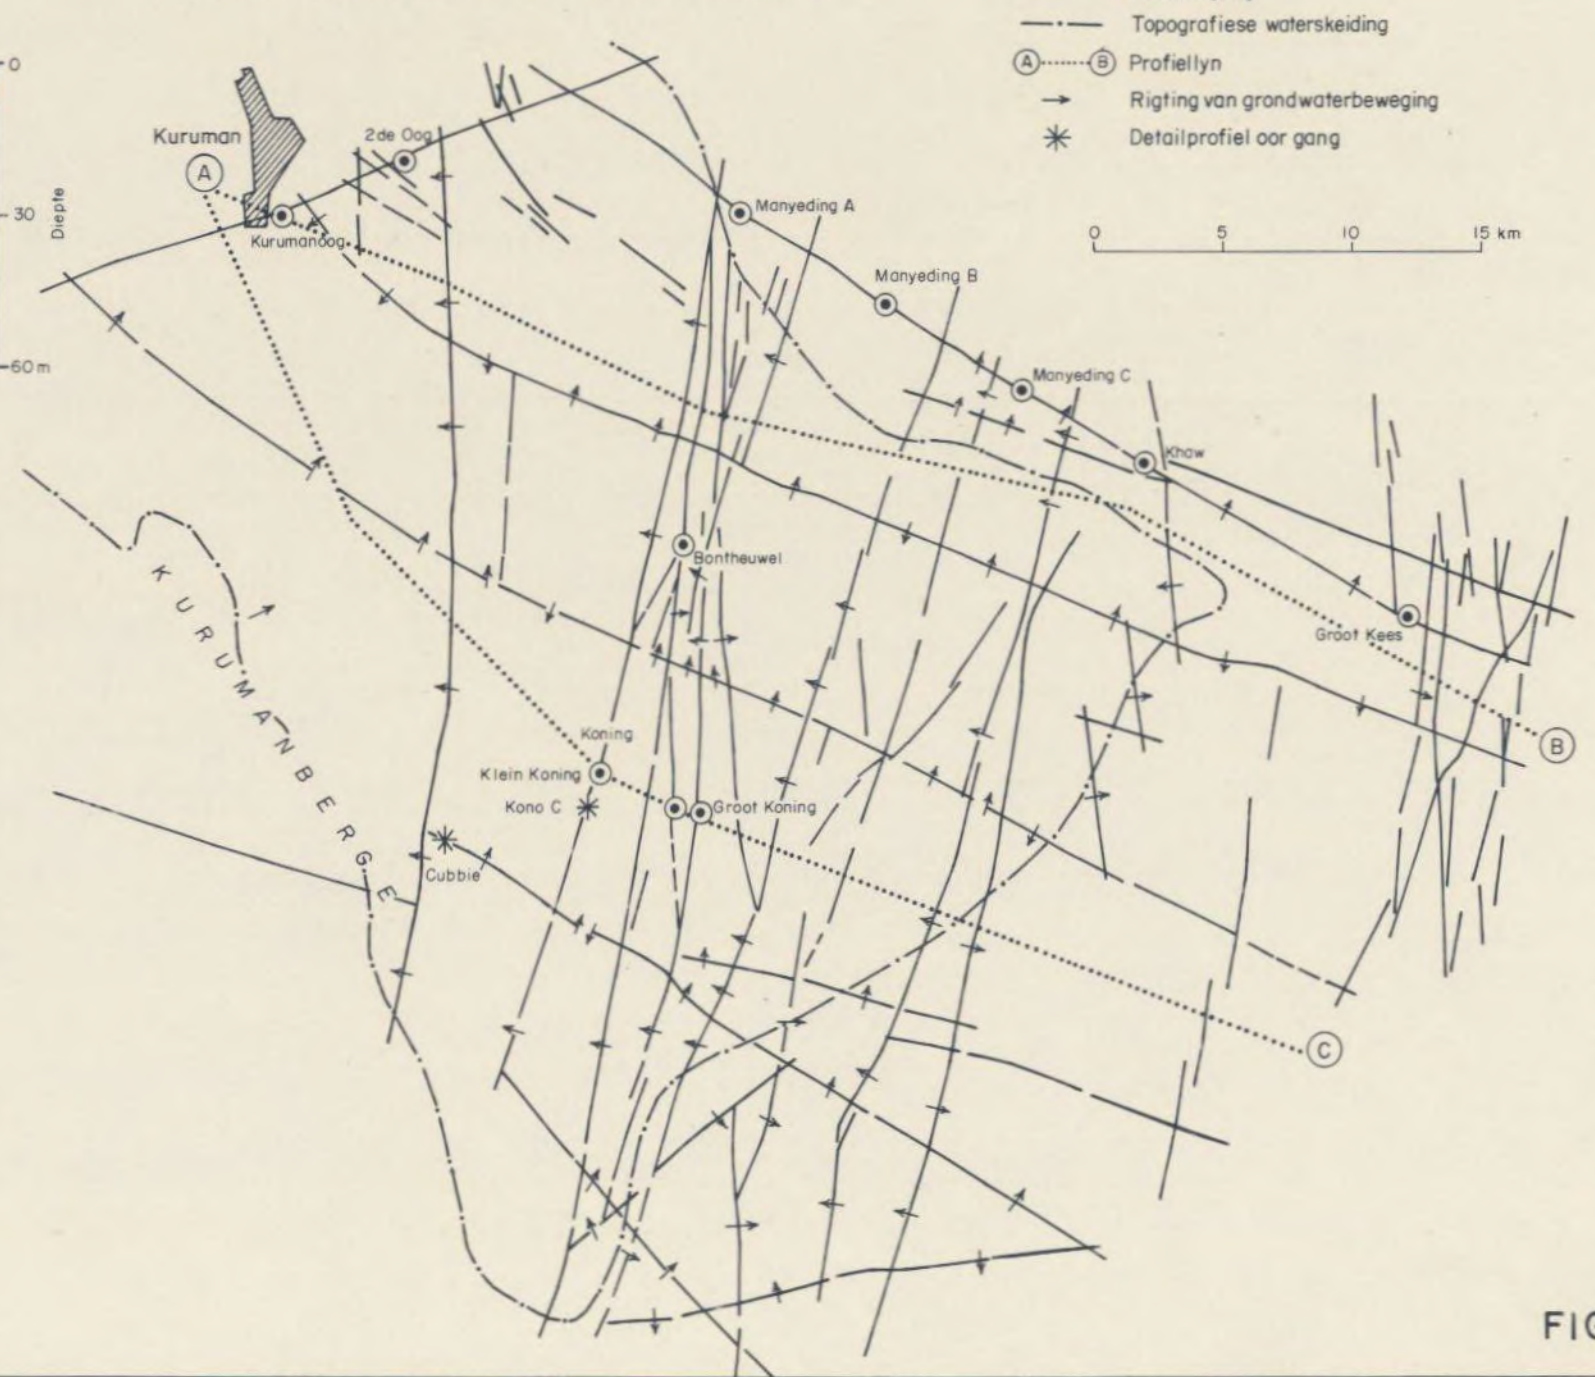 Topografiese waterskeiding
A B Profiellyn
Rigting van grondwaterbeweging
Detailprofiel oor gang
0
30
60m
Diepte
0 5 10 15 km
Kuruman
A
2de Oog
Kurumanoog
Manyeding A
Manyeding B
Manyeding C
Khaw
Bontheuwel
Groot Kees
B
KURUMANBERGE
Koning
Klein Koning
Kono C
Groot Koning
Cubbie
C
FIG